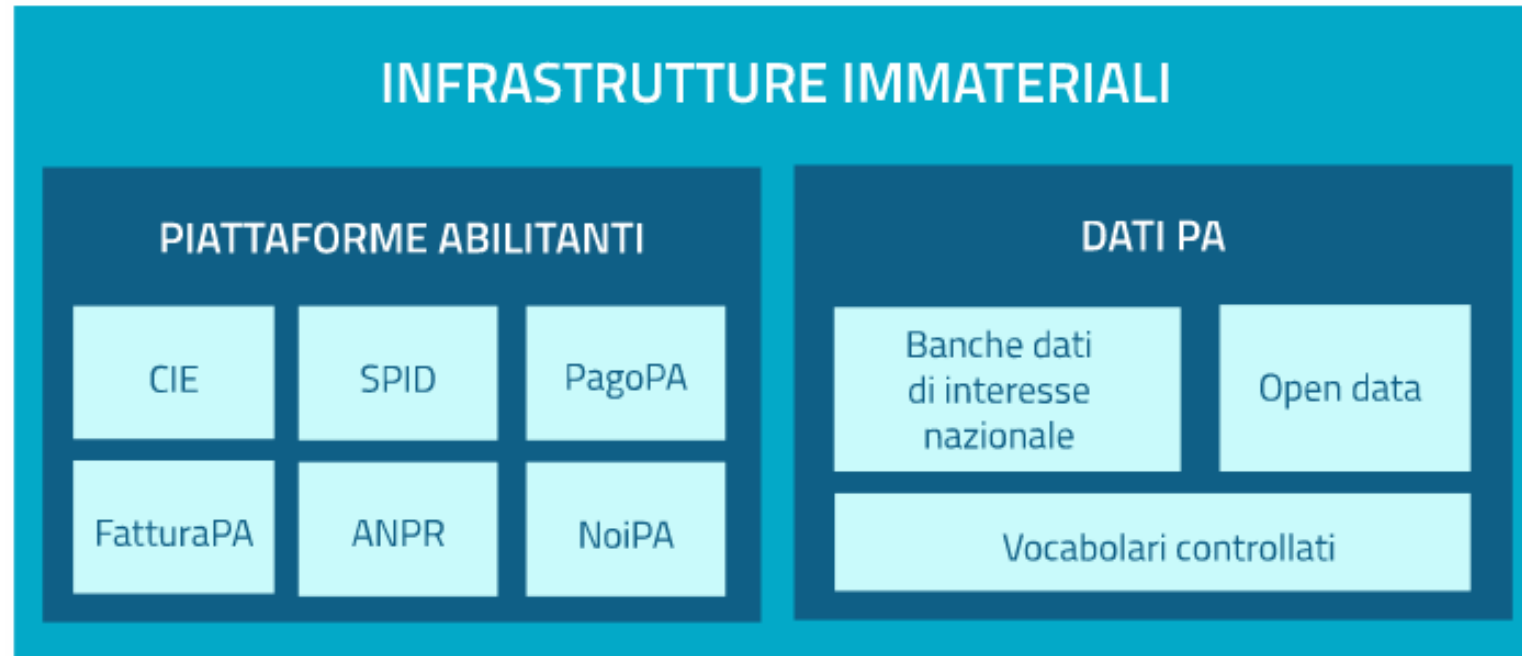 INFRASTRUTTURE IMMATERIALI
PIATTAFORME ABILITANTI
CIE
SPID
PagoPA
FatturaPA
ANPR
NoiPA
DATI PA
Banche dati
di interesse
nazionale
Open data
Vocabolari controllati